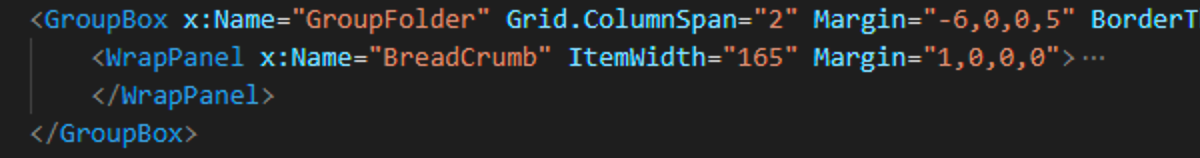 <GroupBox x:Name="GroupFolder" Grid.ColumnSpan="2" Margin="-6,0,0,5" BorderT
<WrapPanel x:Name="BreadCrumb" ItemWidth="165" Margin="1,0,0,0">⋯
</WrapPanel>
</GroupBox>